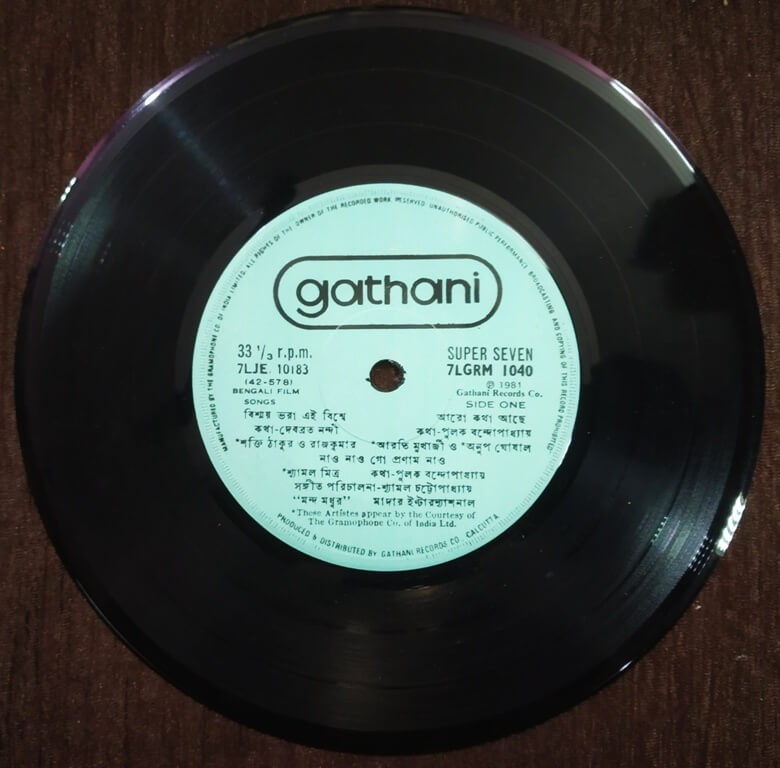 MANUFACTURED BY THE GRAMOPHONE CO. OF INDIA LIMITED. ALL RIGHTS OF THE OWNER OF THE RECORDED WORK RESERVED. UNAUTHORISED PUBLIC PERFORMANCE, BROADCASTING AND COPYING OF THIS RECORD PROHIBITED.
gathani
33 1/3 r.p.m. SUPER SEVEN
7LJE 10183 7LGRM 1040
(42-578) ℗ 1981
BENGALI FILM Gathani Records Co.
SONGS SIDE ONE
বিশ্ময় ভরা এই বিশ্বে আরো কথা আছে
কথা-দেবব্রত নন্দী কথা-পুলক বন্দোপাধ্যায়
*শক্তি ঠাকুর ও রাজকুমার *আরতি মুখার্জী ও *অনুপ ঘোষাল
নাও নাও গো প্রণাম নাও
*শ্যামল মিত্র কথা-পুলক বন্দোপাধ্যায়
সঙ্গীত পরিচালনা-শ্যামল চট্টোপাধ্যায়
"মন্দ মধুর" মাদার ইন্টারন্যাশনাল
*These Artistes appear by the Courtesy of
The Gramophone Co. of India Ltd.
PRODUCED & DISTRIBUTED BY GATHANI RECORDS CO. CALCUTTA